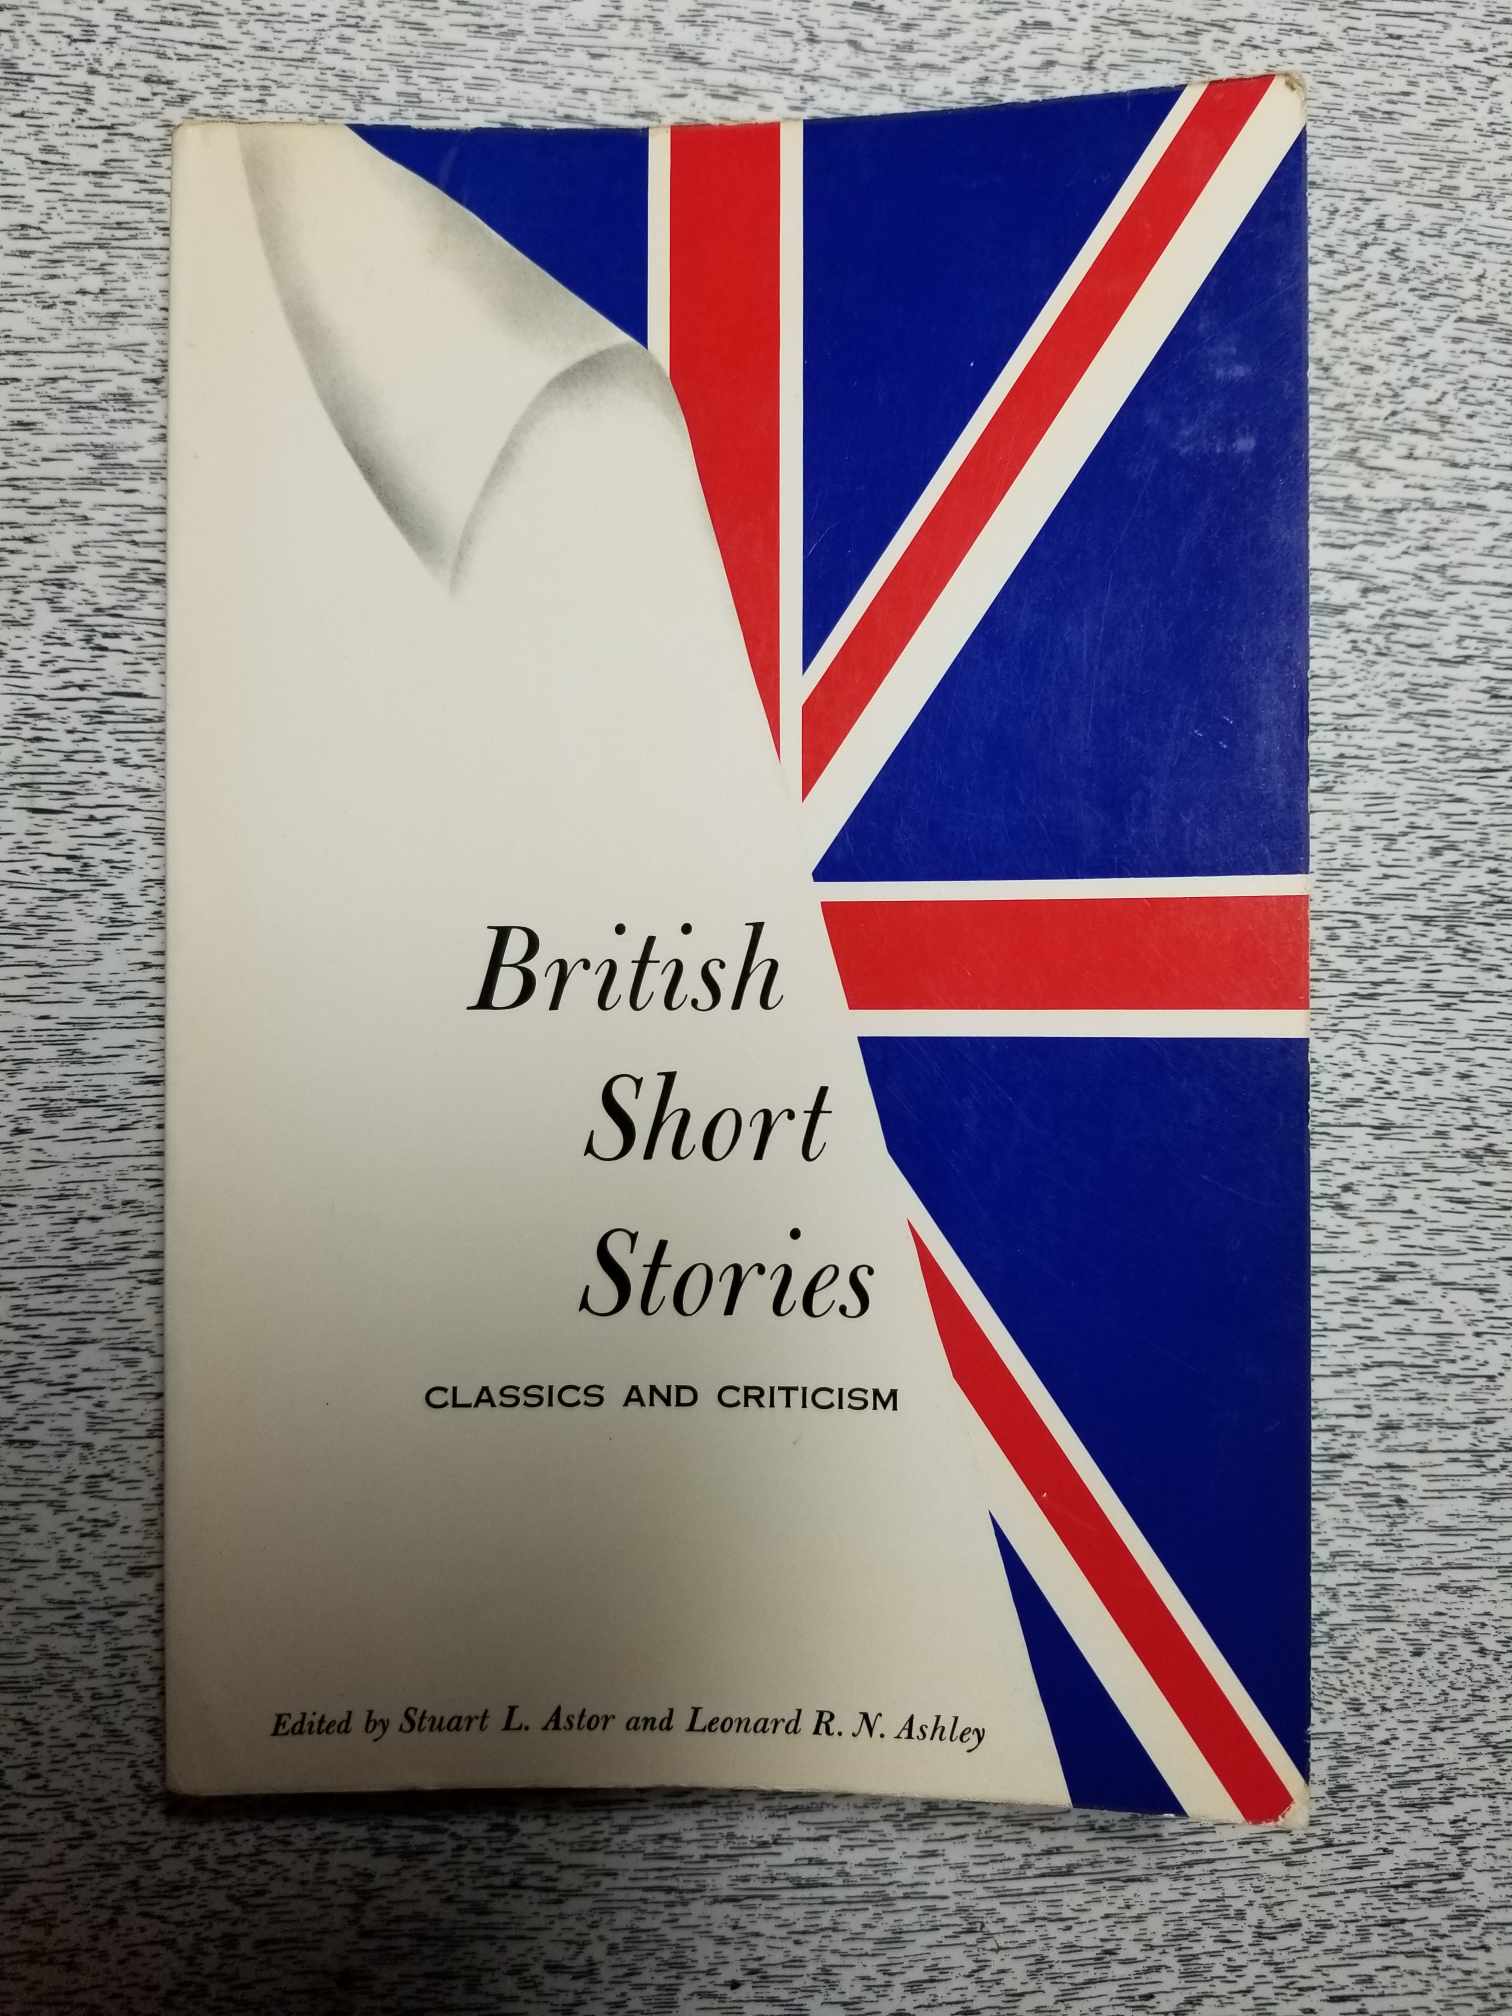 British
Short
Stories
CLASSICS AND CRITICISM
Edited by Stuart L. Astor and Leonard R. N. Ashley